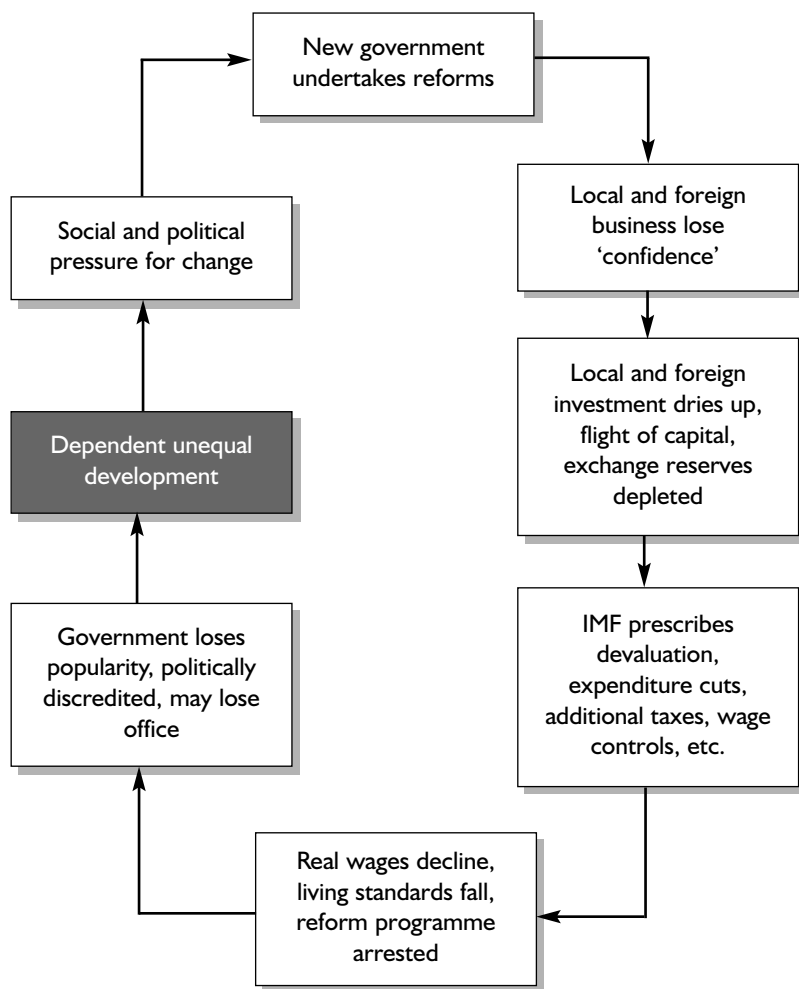 New government
undertakes reforms
Local and foreign
business lose
‘confidence’
Local and foreign
investment dries up,
flight of capital,
exchange reserves
depleted
IMF prescribes
devaluation,
expenditure cuts,
additional taxes, wage
controls, etc.
Real wages decline,
living standards fall,
reform programme
arrested
Government loses
popularity, politically
discredited, may lose
office
Dependent unequal
development
Social and political
pressure for change